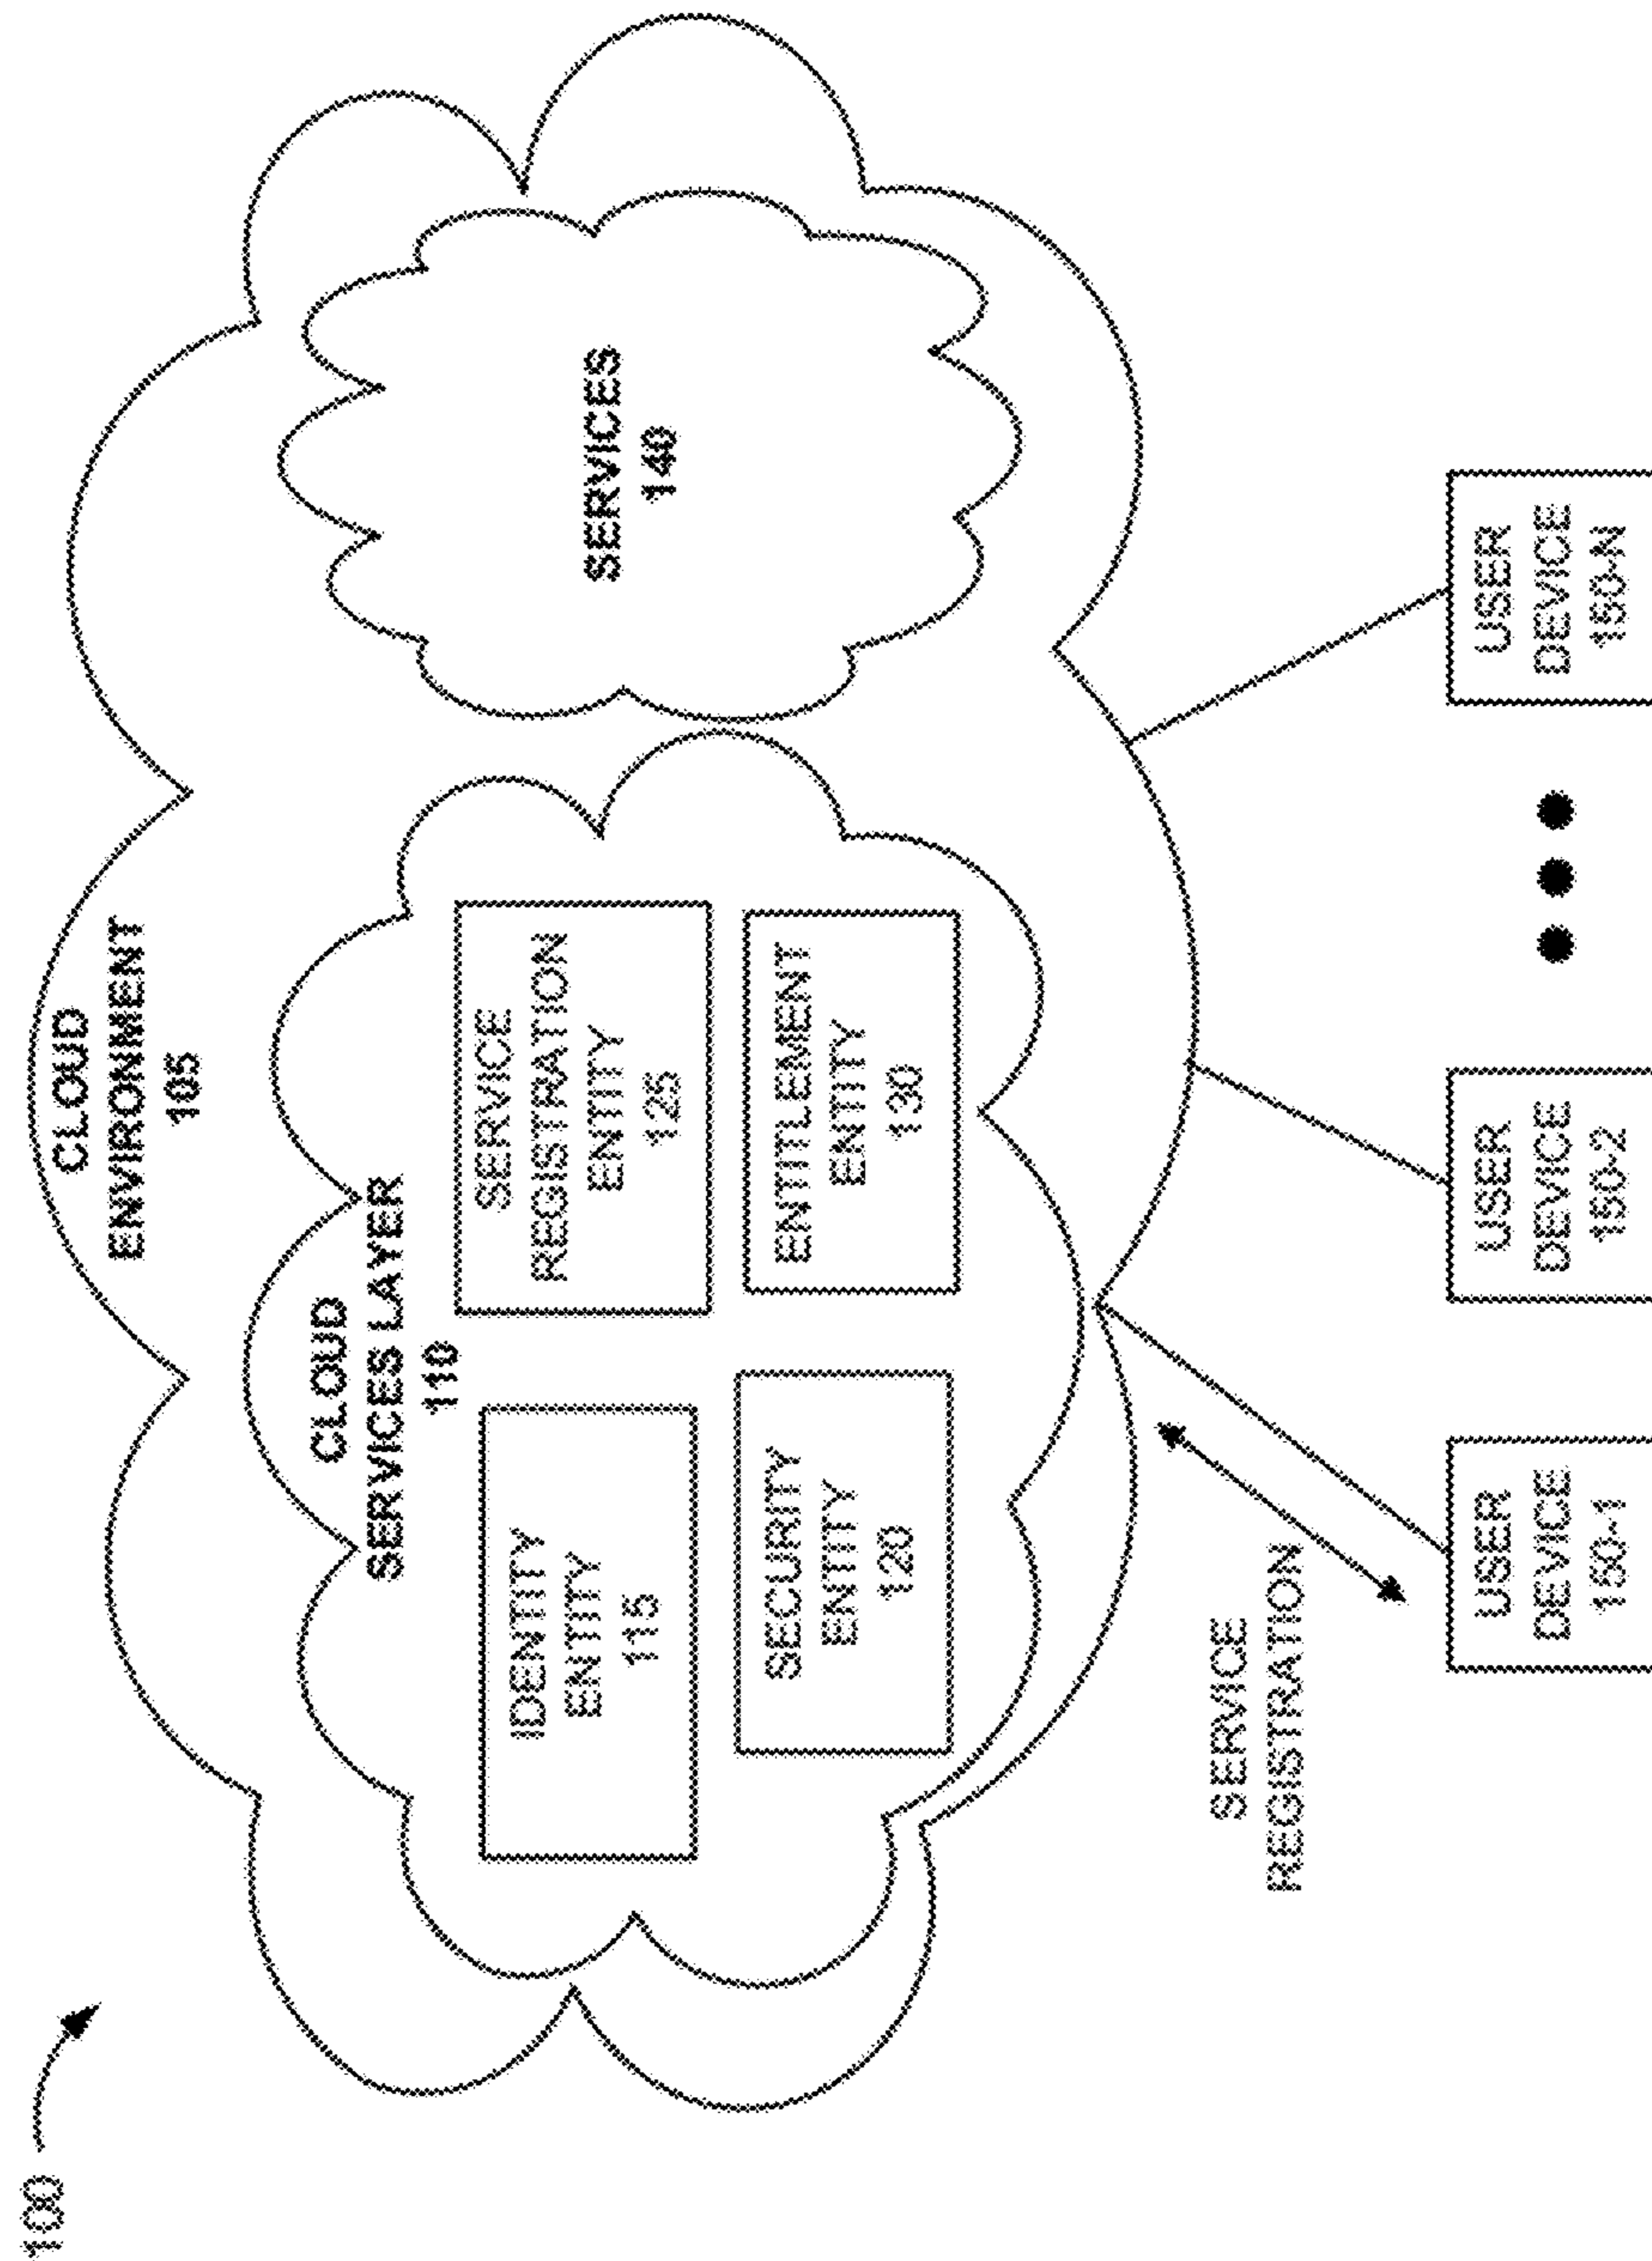 100
CLOUD
ENVIRONMENT
105
CLOUD
SERVICES LAYER
110
IDENTITY
ENTITY
115
SERVICE
REGISTRATION
ENTITY
125
SECURITY
ENTITY
120
ENTITLEMENT
ENTITY
130
SERVICES
140
SERVICE
REGISTRATION
USER
DEVICE
150-1
USER
DEVICE
150-2
USER
DEVICE
150-N